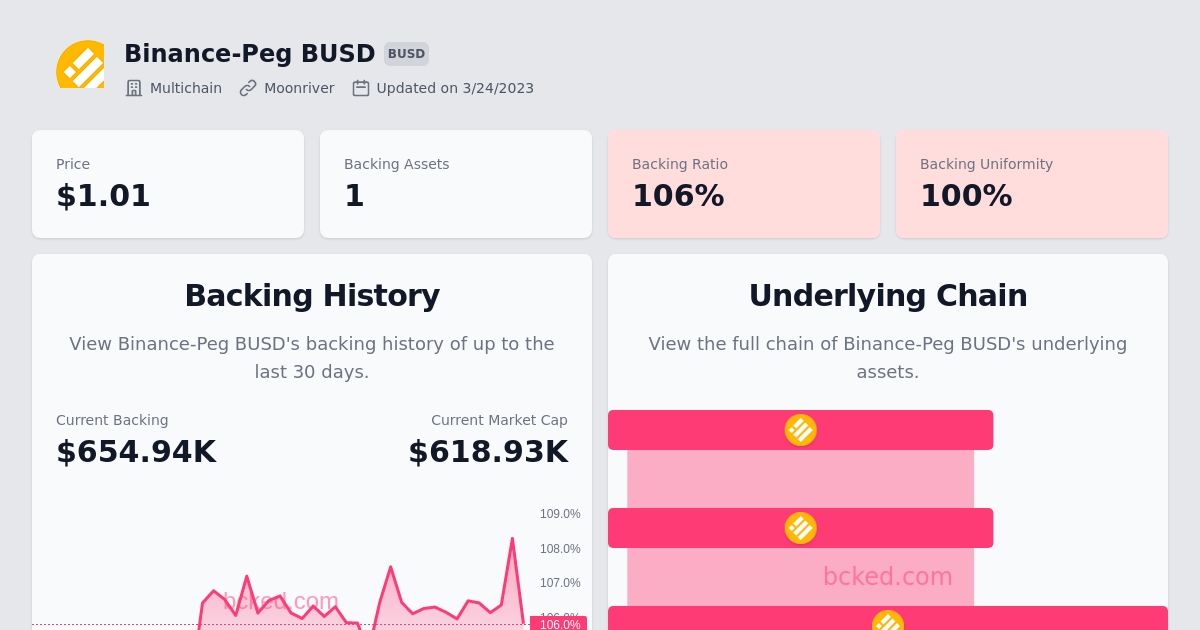 Binance-Peg BUSD BUSD
Multichain Moonriver Updated on 3/24/2023
Price
$1.01
Backing Assets
1
Backing Ratio
106%
Backing Uniformity
100%
Backing History
View Binance-Peg BUSD's backing history of up to the
last 30 days.
Current Backing
$654.94K
Current Market Cap
$618.93K
109.0%
108.0%
107.0%
106.0%
106.0%
bcked.com
Underlying Chain
View the full chain of Binance-Peg BUSD's underlying
assets.
bcked.com